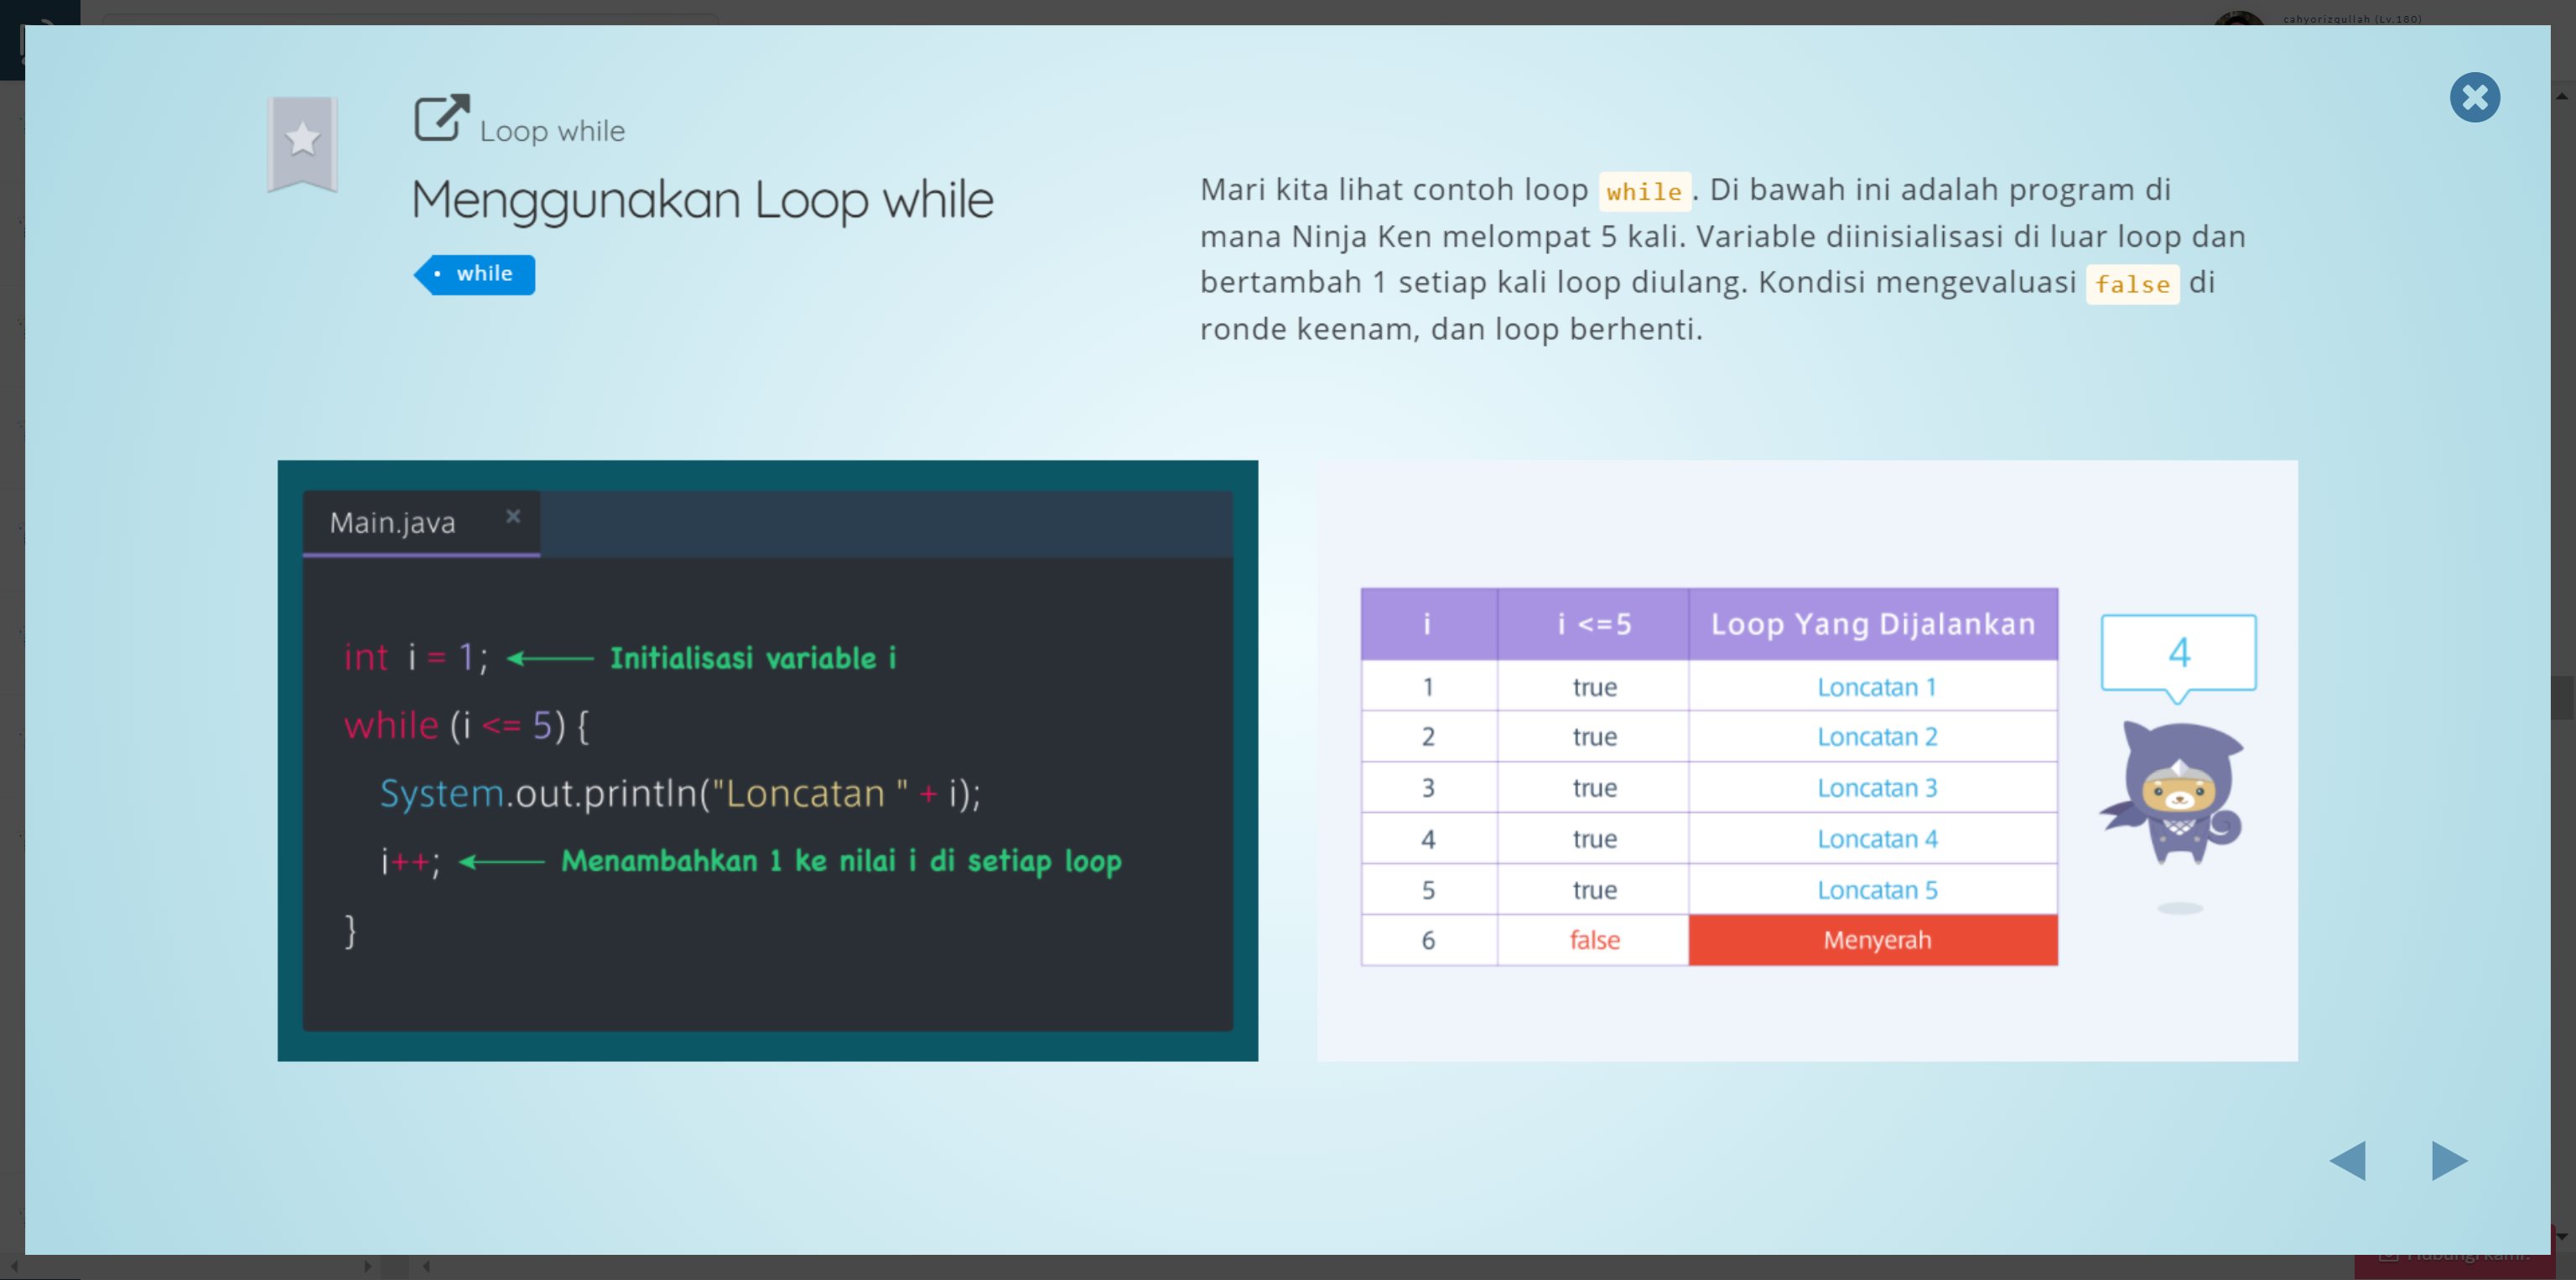 cahyorizqullah (Lv.180)
Loop while
Menggunakan Loop while
• while
Mari kita lihat contoh loop while. Di bawah ini adalah program di
mana Ninja Ken melompat 5 kali. Variable diinisialisasi di luar loop dan
bertambah 1 setiap kali loop diulang. Kondisi mengevaluasi false di
ronde keenam, dan loop berhenti.
Main.java ×
int i = 1; Initialisasi variable i
while (i <= 5) {
System.out.println("Loncatan " + i);
i++; Menambahkan 1 ke nilai i di setiap loop
}
i i <=5 Loop Yang Dijalankan
1 true Loncatan 1
2 true Loncatan 2
3 true Loncatan 3
4 true Loncatan 4
5 true Loncatan 5
6 false Menyerah
4